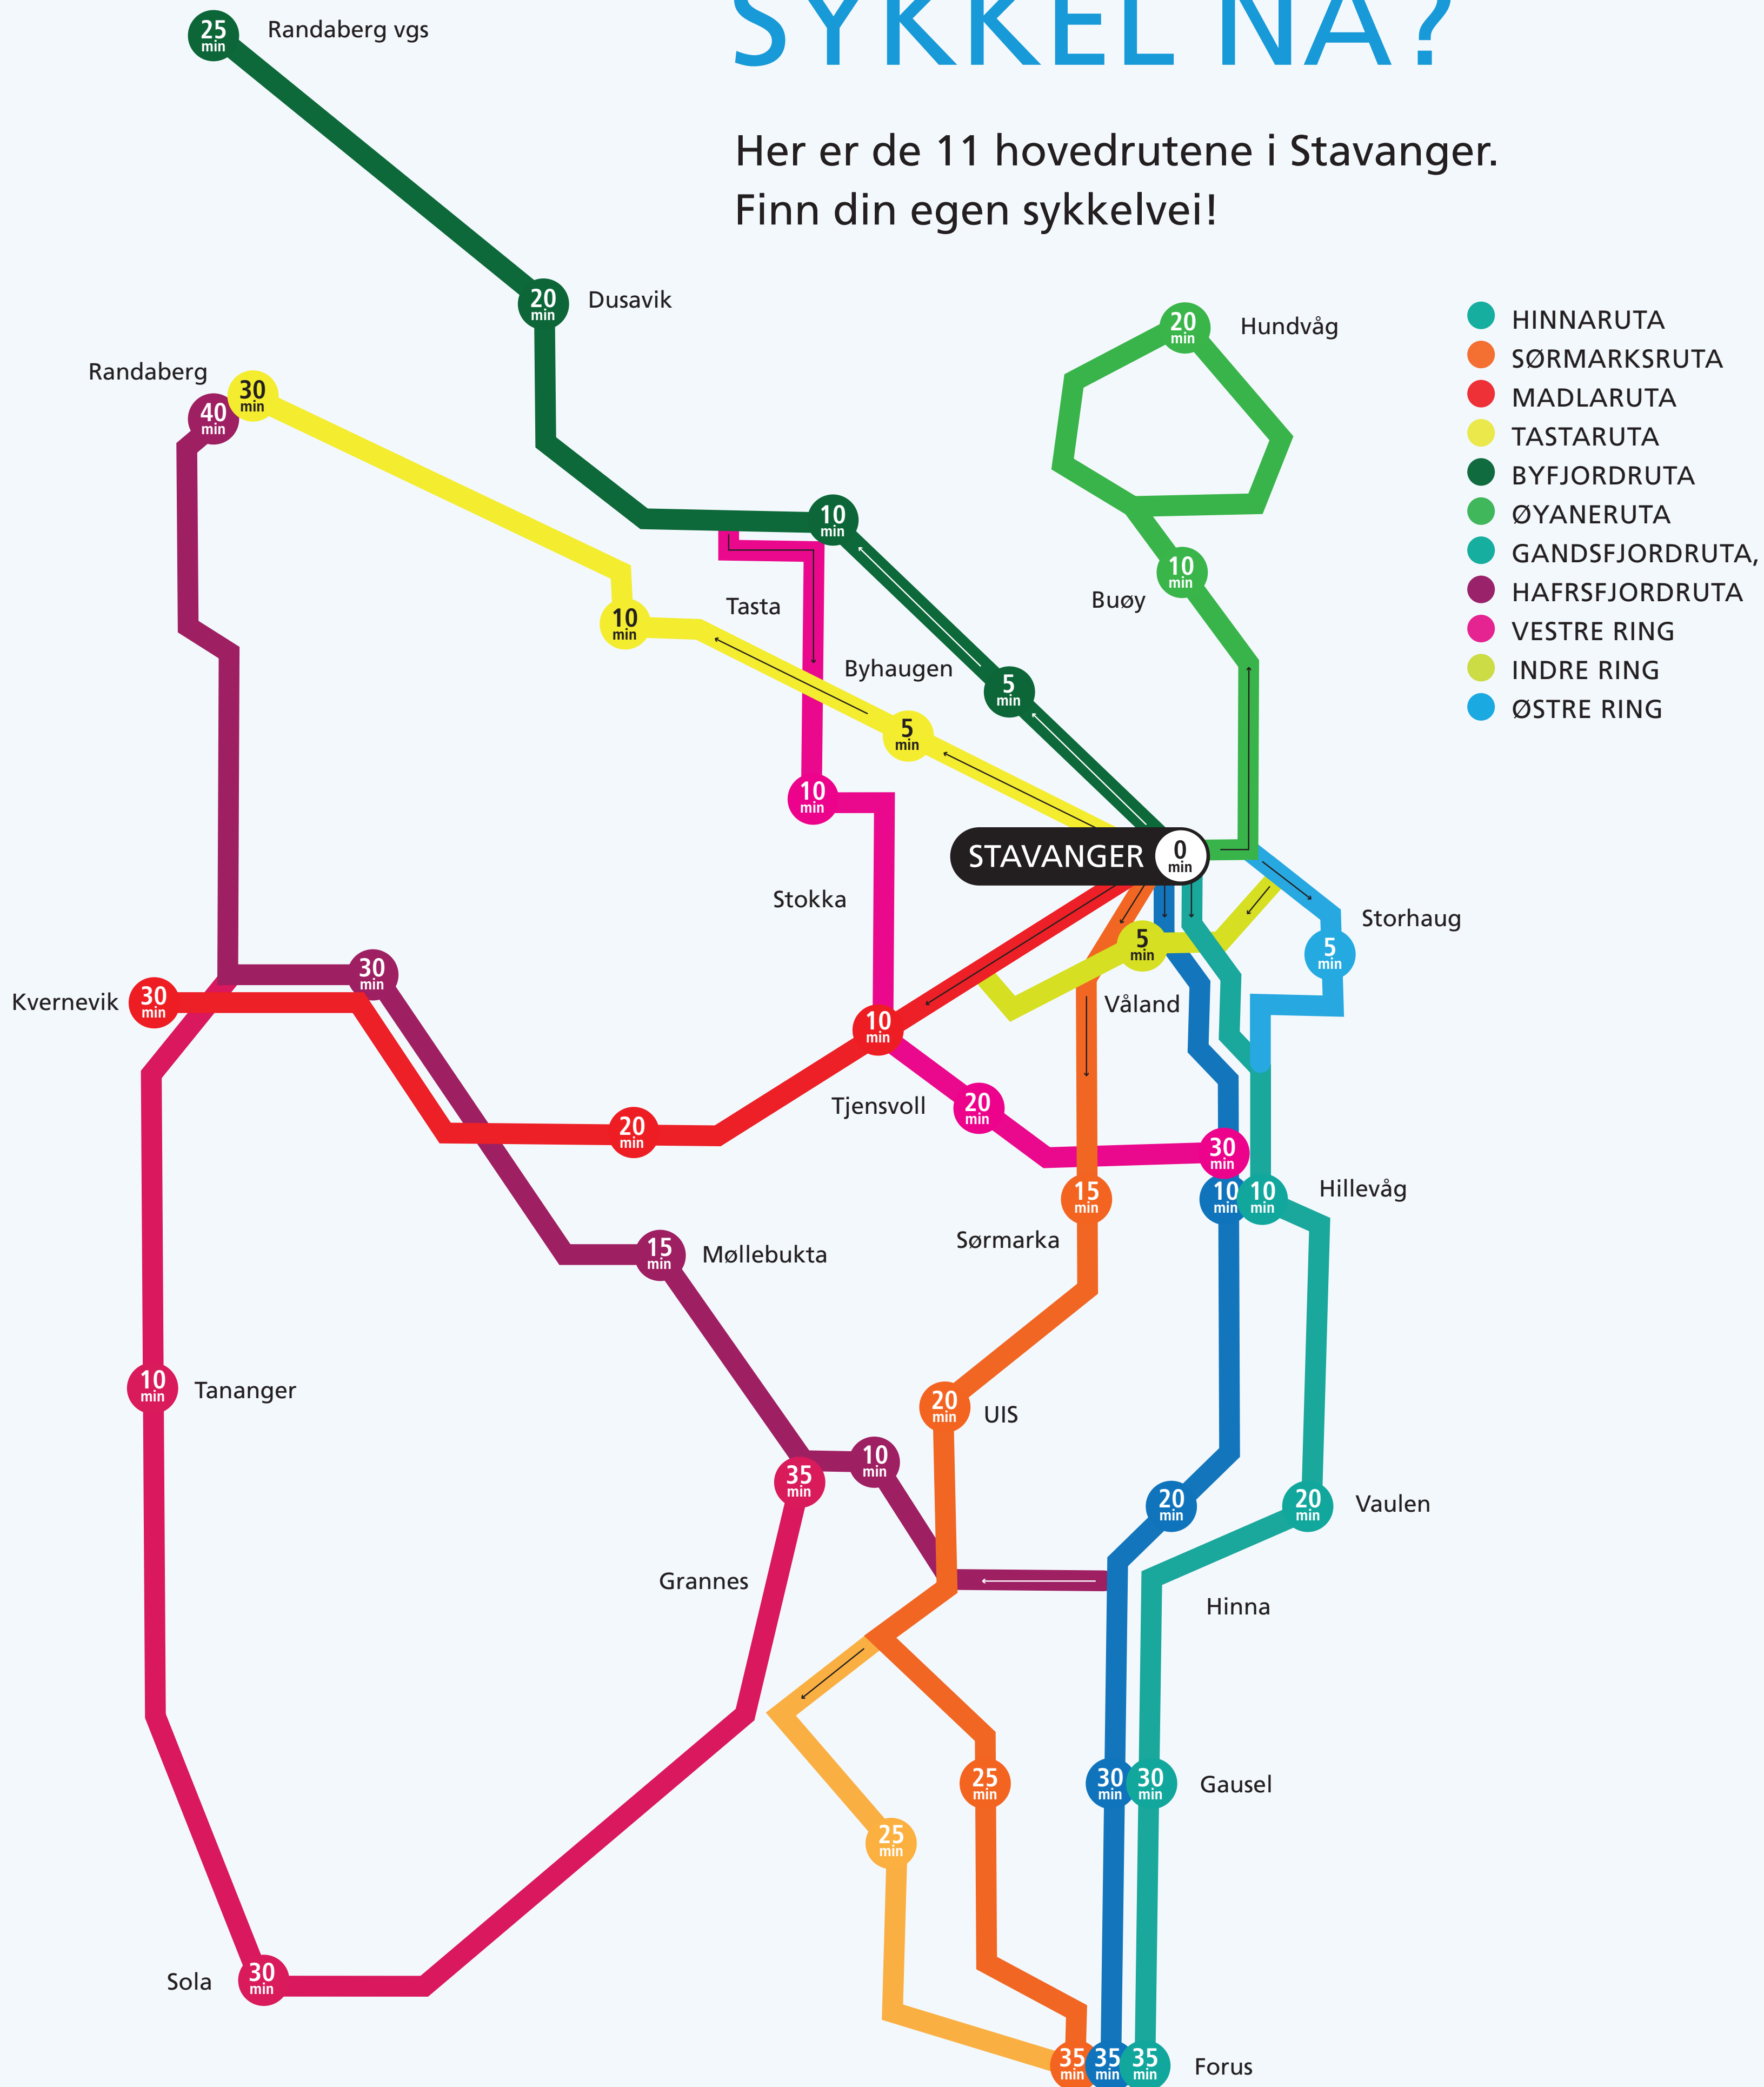 SYKKEL NÅ?
Her er de 11 hovedrutene i Stavanger.
Finn din egen sykkelvei!
25 min
Randaberg vgs
20 min
Dusavik
20 min
Hundvåg
HINNARUTA
SØRMARKSRUTA
MADLARUTA
TASTARUTA
BYFJORDRUTA
ØYANERUTA
GANDSFJORDRUTA,
HAFRSFJORDRUTA
VESTRE RING
INDRE RING
ØSTRE RING
Randaberg
40 min
30 min
10 min
10 min
Buøy
Tasta
10 min
Byhaugen
5 min
5 min
10 min
STAVANGER
0 min
Stokka
Storhaug
5 min
5 min
Våland
Kvernevik
30 min
30 min
10 min
Tjensvoll
20 min
20 min
30 min
15 min
10 min
10 min
Hillevåg
Sørmarka
15 min
Møllebukta
10 min
Tananger
20 min
UIS
35 min
10 min
20 min
20 min
Vaulen
Grannes
Hinna
25 min
30 min
30 min
Gausel
25 min
Sola
30 min
35 min
35 min
35 min
Forus